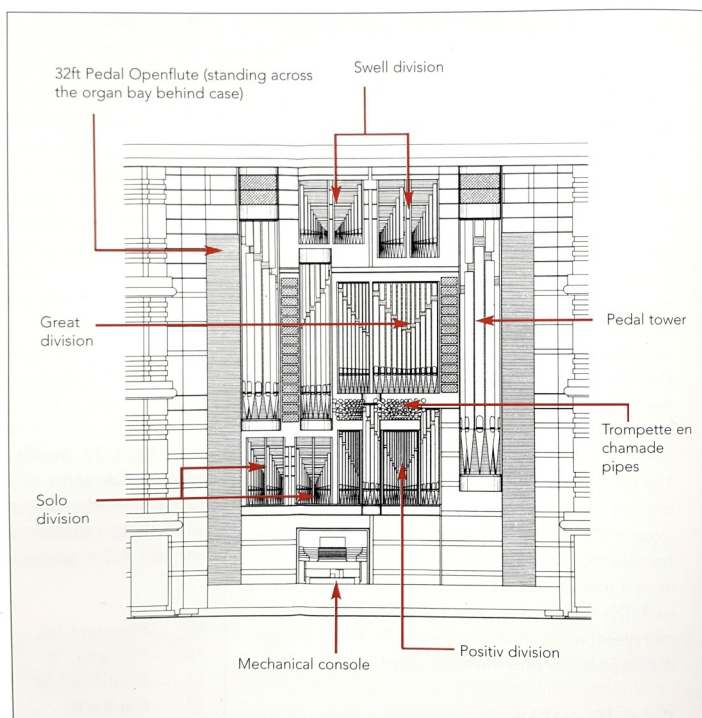 32ft Pedal Openflute (standing across
the organ bay behind case)
Swell division
Great
division
Pedal tower
Trompette en
chamade
pipes
Solo
division
Mechanical console
Positiv division